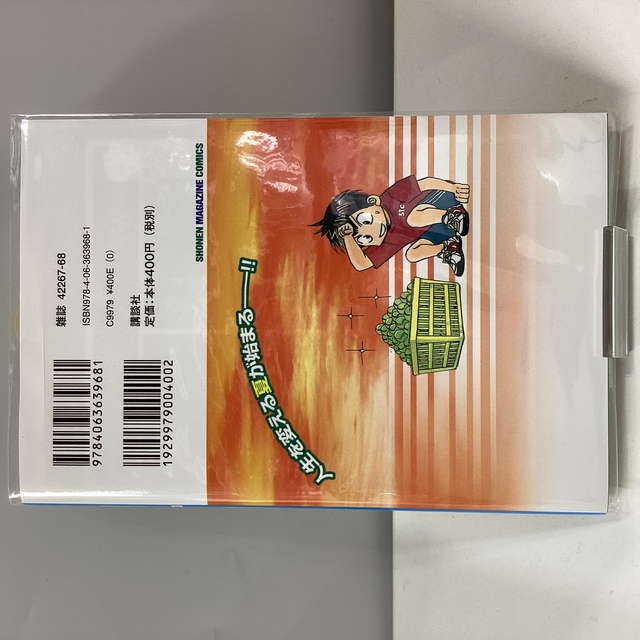 人生を変える夏が始まる――!!
STC
SHONEN MAGAZINE COMICS
9784063639681
1929979004002
雑誌 42267-68
ISBN978-4-06-363968-1
C9979 ¥400E (0)
講談社
定価：本体400円（税別）